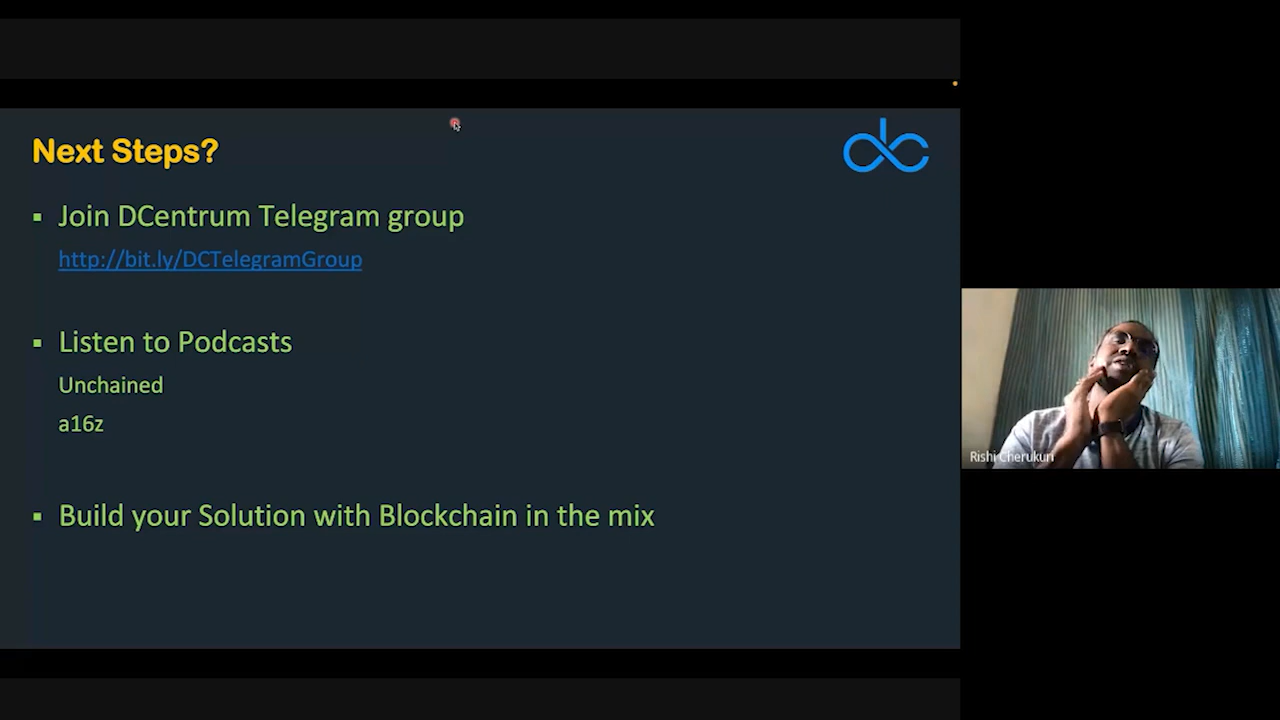 Next Steps?
Join DCentrum Telegram group
http://bit.ly/DCTelegramGroup
Listen to Podcasts
Unchained
a16z
Build your Solution with Blockchain in the mix
Rishi Cherukuri